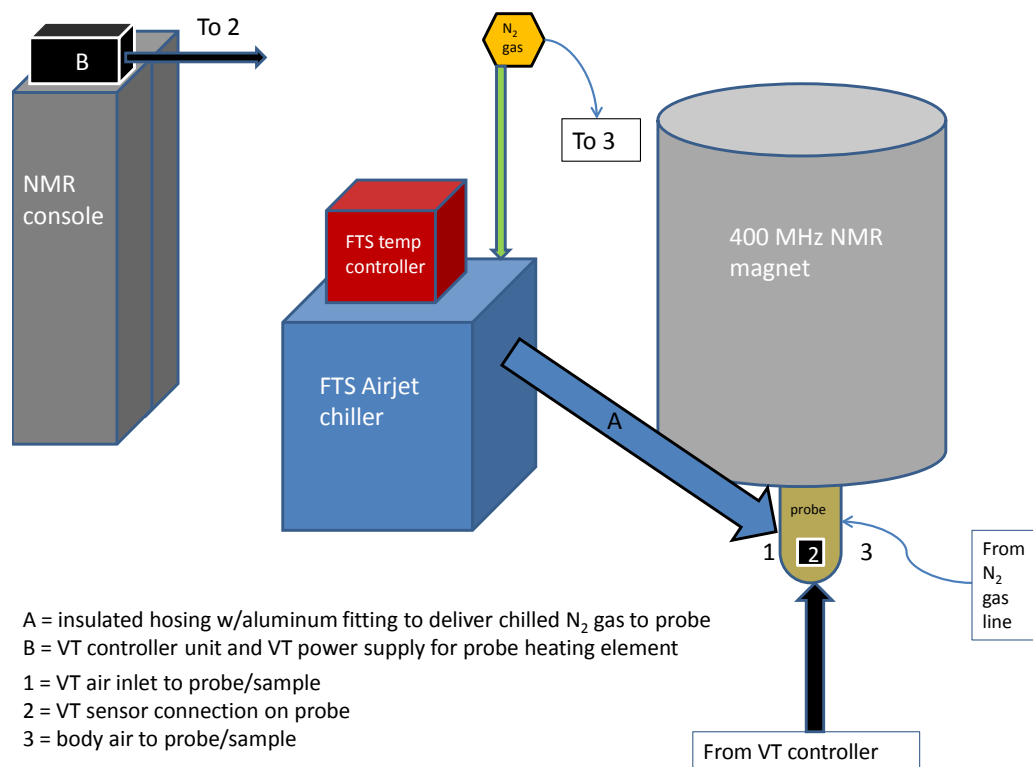 To 2
B
N₂
gas
To 3
NMR
console
FTS temp
controller
400 MHz NMR
magnet
FTS Airjet
chiller
A
probe
1
2
3
From
N₂
gas
line
A = insulated hosing w/aluminum fitting to deliver chilled N₂ gas to probe
B = VT controller unit and VT power supply for probe heating element
1 = VT air inlet to probe/sample
2 = VT sensor connection on probe
3 = body air to probe/sample
From VT controller